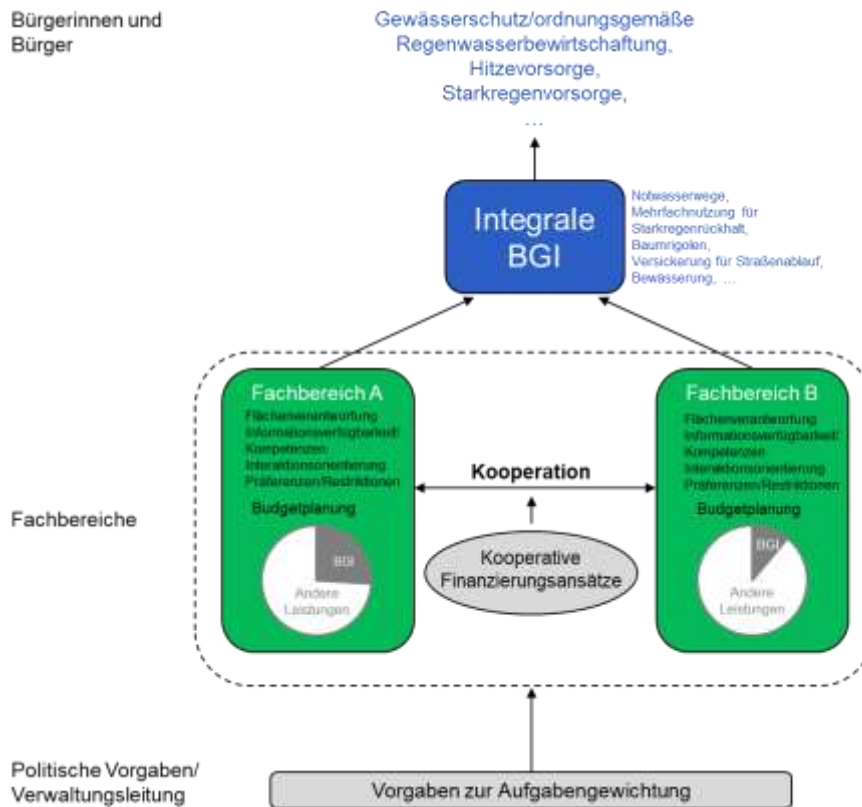 Bürgerinnen und
Bürger
Gewässerschutz/ordnungsgemäße
Regenwasserbewirtschaftung,
Hitzevorsorge,
Starkregenvorsorge,
...
Integrale
BGI
Notwasserwege,
Mehrfachnutzung für
Starkregenrückhalt,
Baumrigolen,
Versickerung für Straßenablauf,
Bewässerung, ...
Fachbereiche
Fachbereich A
Flächenverantwortung
Informationsverfügbarkeit/
Kompetenzen
Interaktionsorientierung
Präferenzen/Restriktionen
Budgetplanung
BGI
Andere
Leistungen
Kooperation
Kooperative
Finanzierungsansätze
Fachbereich B
Flächenverantwortung
Informationsverfügbarkeit/
Kompetenzen
Interaktionsorientierung
Präferenzen/Restriktionen
Budgetplanung
BGI
Andere
Leistungen
Politische Vorgaben/
Verwaltungsleitung
Vorgaben zur Aufgabengewichtung